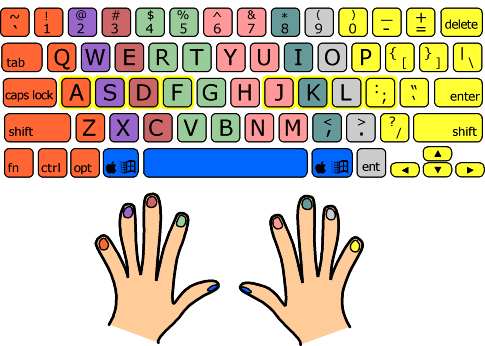 ~ ` ! 1 @ 2 # 3 $ 4 % 5 ^ 6 & 7 * 8 ( 9 ) 0 — - + = delete
tab Q W E R T Y U I O P { [ } ] | \
caps lock A S D F G H J K L : ; “ ‘ enter
shift Z X C V B N M < ; > . ? / shift
fn ctrl opt ent ◄ ▲ ▼ ►